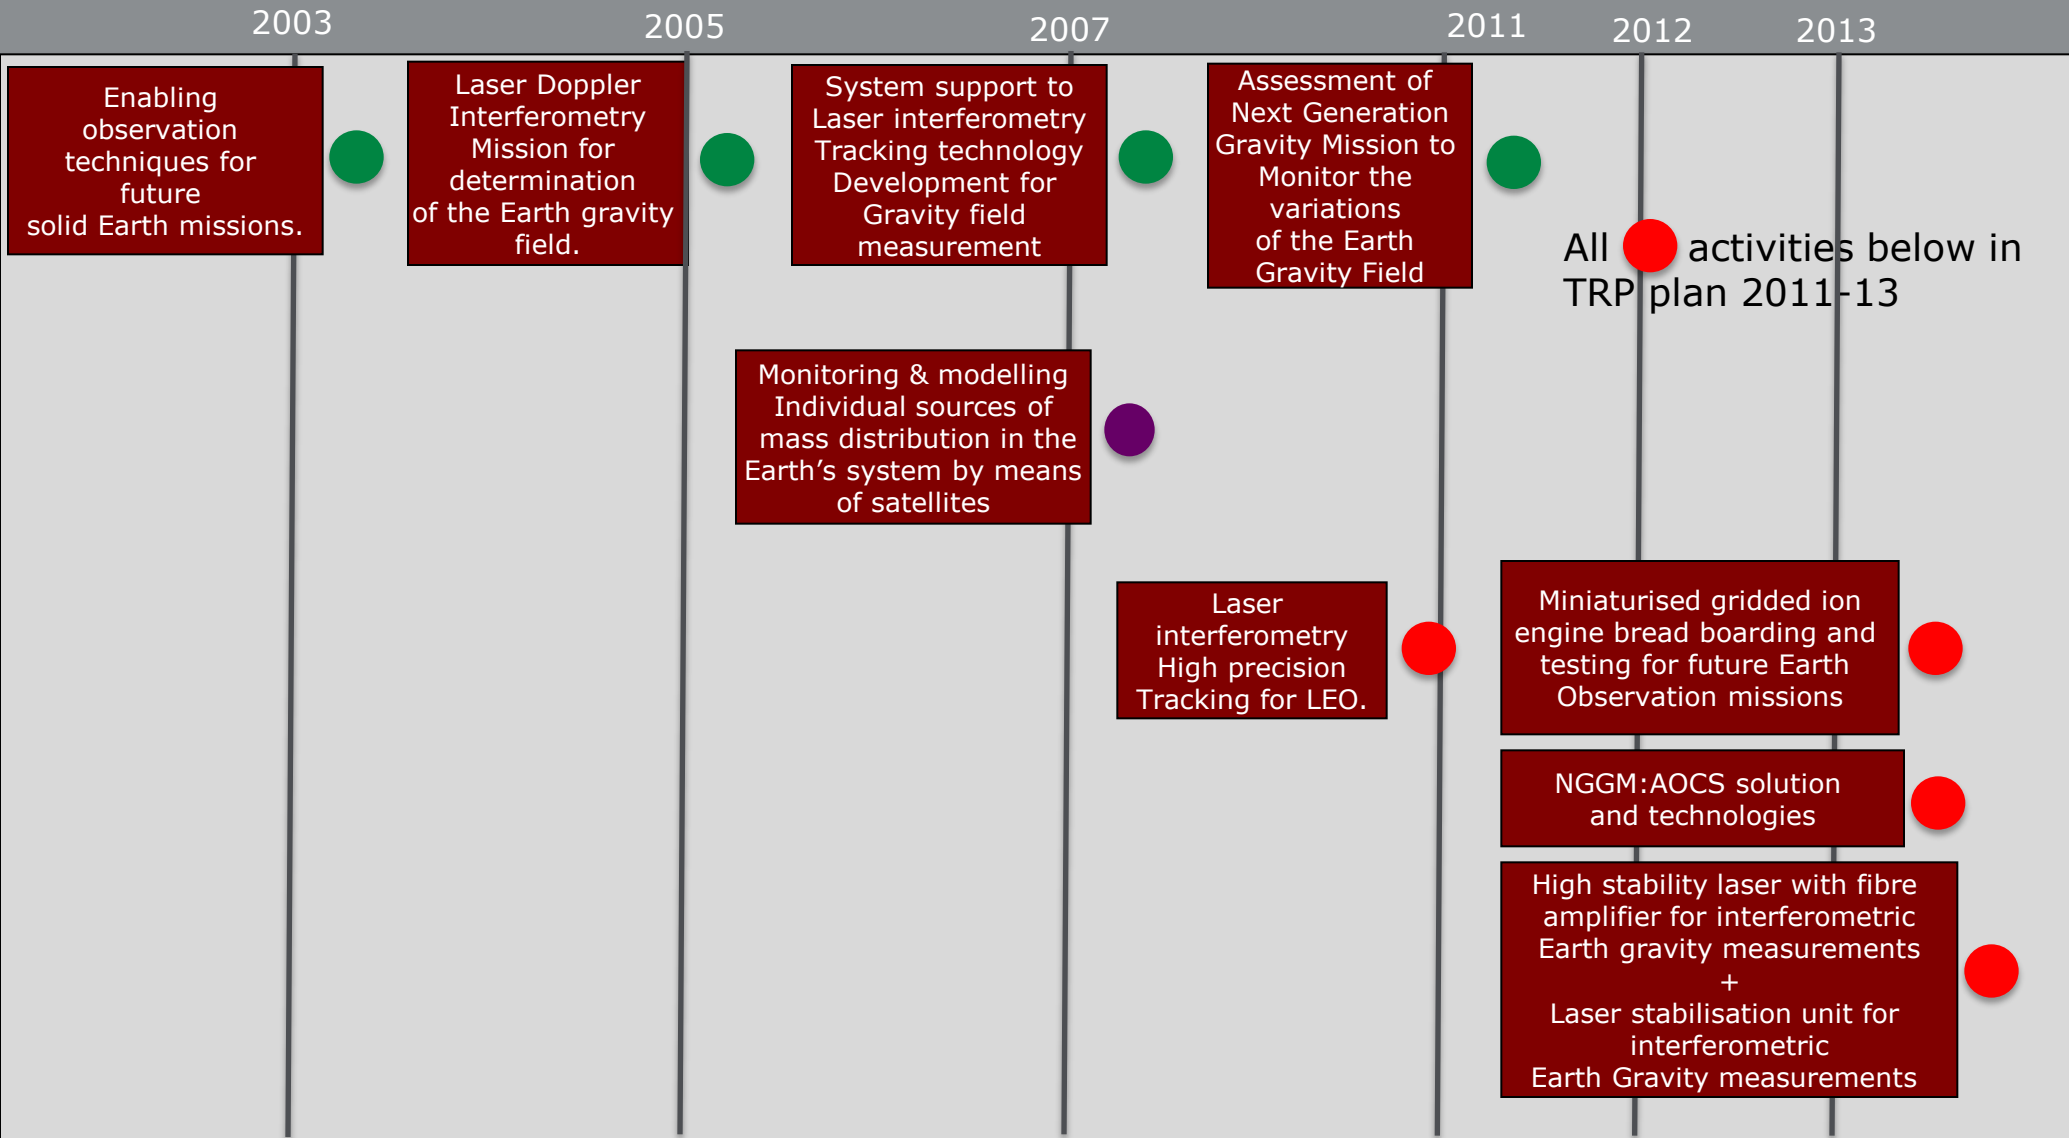 2003
2005
2007
2011
2012
2013
Enabling
observation
techniques for
future
solid Earth missions.
Laser Doppler
Interferometry
Mission for
determination
of the Earth gravity
field.
System support to
Laser interferometry
Tracking technology
Development for
Gravity field
measurement
Assessment of
Next Generation
Gravity Mission to
Monitor the
variations
of the Earth
Gravity Field
All activities below in
TRP plan 2011-13
Monitoring & modelling
Individual sources of
mass distribution in the
Earth’s system by means
of satellites
Laser
interferometry
High precision
Tracking for LEO.
Miniaturised gridded ion
engine bread boarding and
testing for future Earth
Observation missions
NGGM:AOCS solution
and technologies
High stability laser with fibre
amplifier for interferometric
Earth gravity measurements
+
Laser stabilisation unit for
interferometric
Earth Gravity measurements